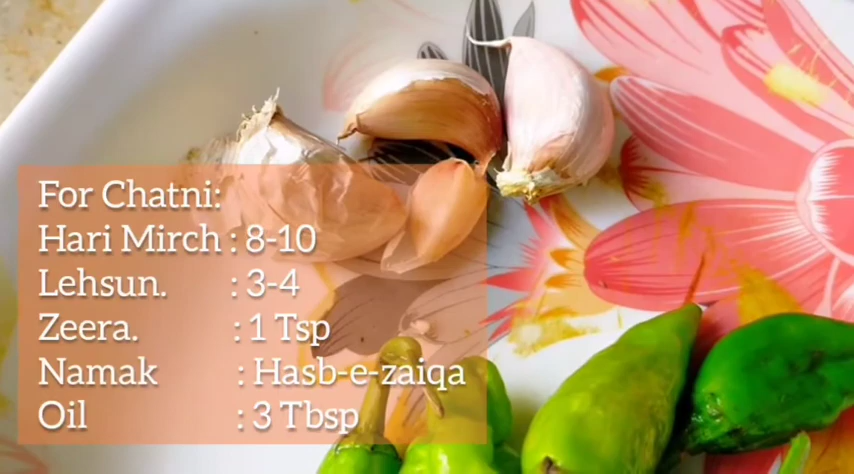 For Chatni:
Hari Mirch : 8-10
Lehsun. : 3-4
Zeera. : 1 Tsp
Namak : Hasb-e-zaiqa
Oil : 3 Tbsp